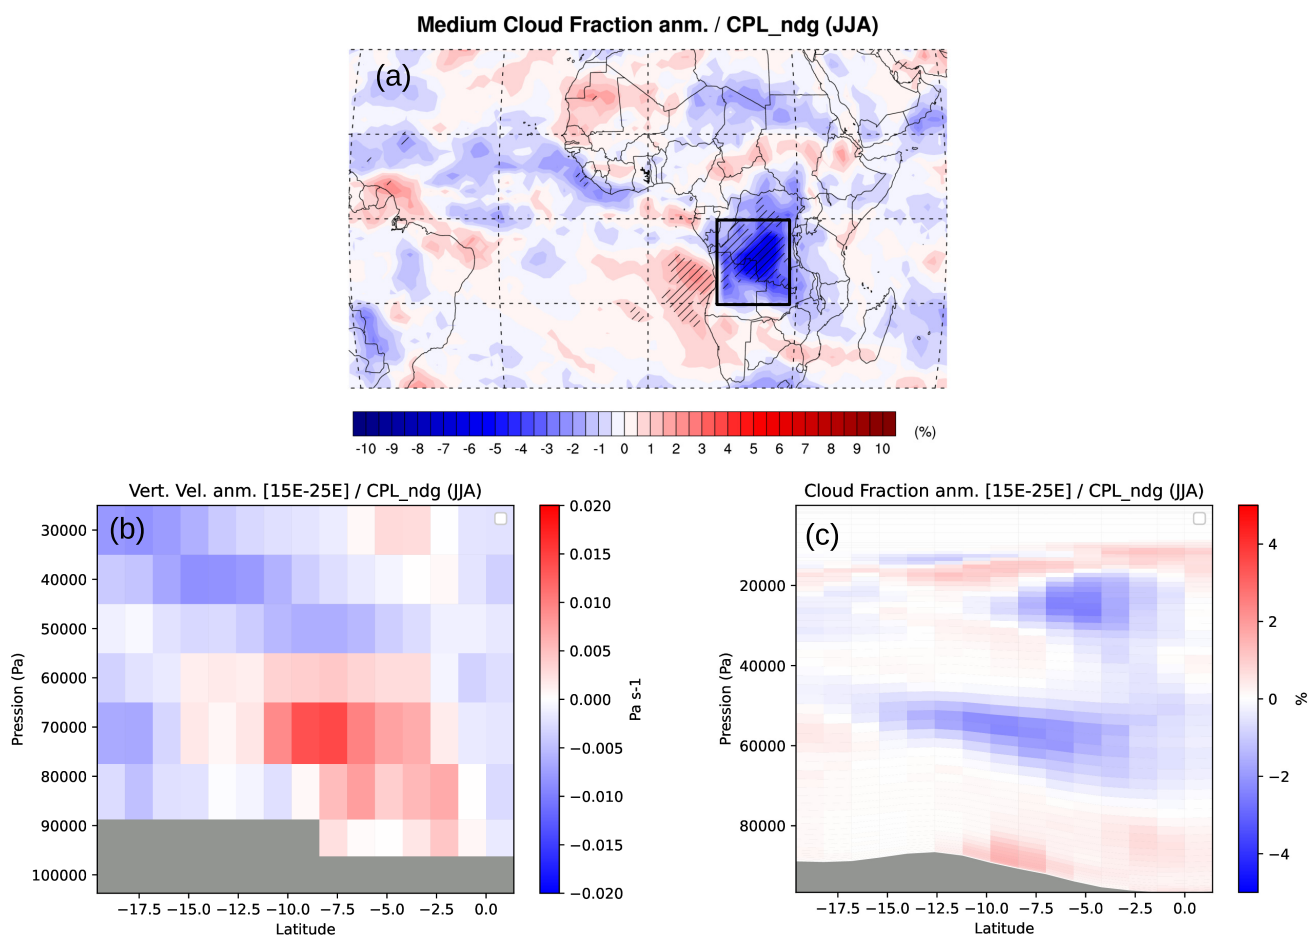 Medium Cloud Fraction anm. / CPL_ndg (JJA)
(a)
-10 -9 -8 -7 -6 -5 -4 -3 -2 -1 0 1 2 3 4 5 6 7 8 9 10 (%)
Vert. Vel. anm. [15E-25E] / CPL_ndg (JJA)
(b)
30000
40000
50000
60000
70000
80000
90000
100000
Pression (Pa)
−17.5 −15.0 −12.5 −10.0 −7.5 −5.0 −2.5 0.0
Latitude
0.020
0.015
0.010
0.005
0.000
−0.005
−0.010
−0.015
−0.020
Pa s-1
Cloud Fraction anm. [15E-25E] / CPL_ndg (JJA)
(c)
20000
40000
60000
80000
Pression (Pa)
−17.5 −15.0 −12.5 −10.0 −7.5 −5.0 −2.5 0.0
Latitude
4
2
0
−2
−4
%